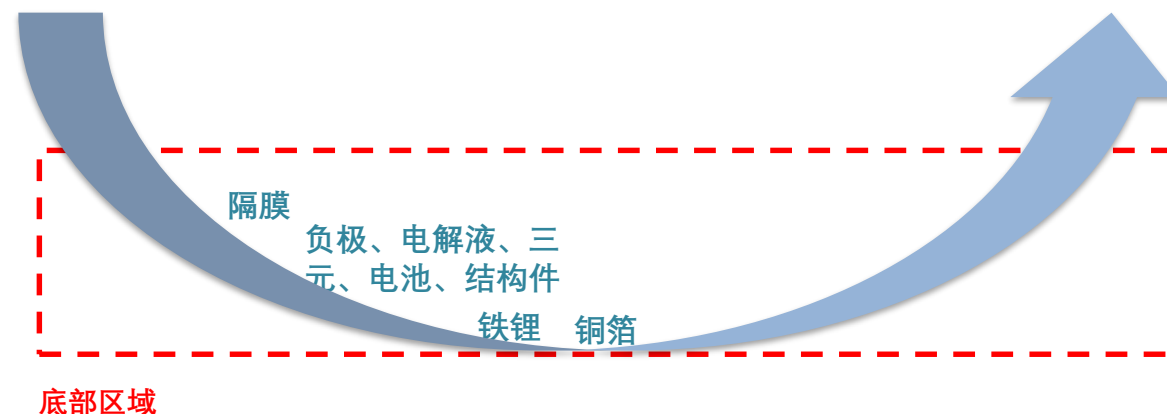 隔膜
负极、电解液、三
元、电池、结构件
铁锂
铜箔
底部区域